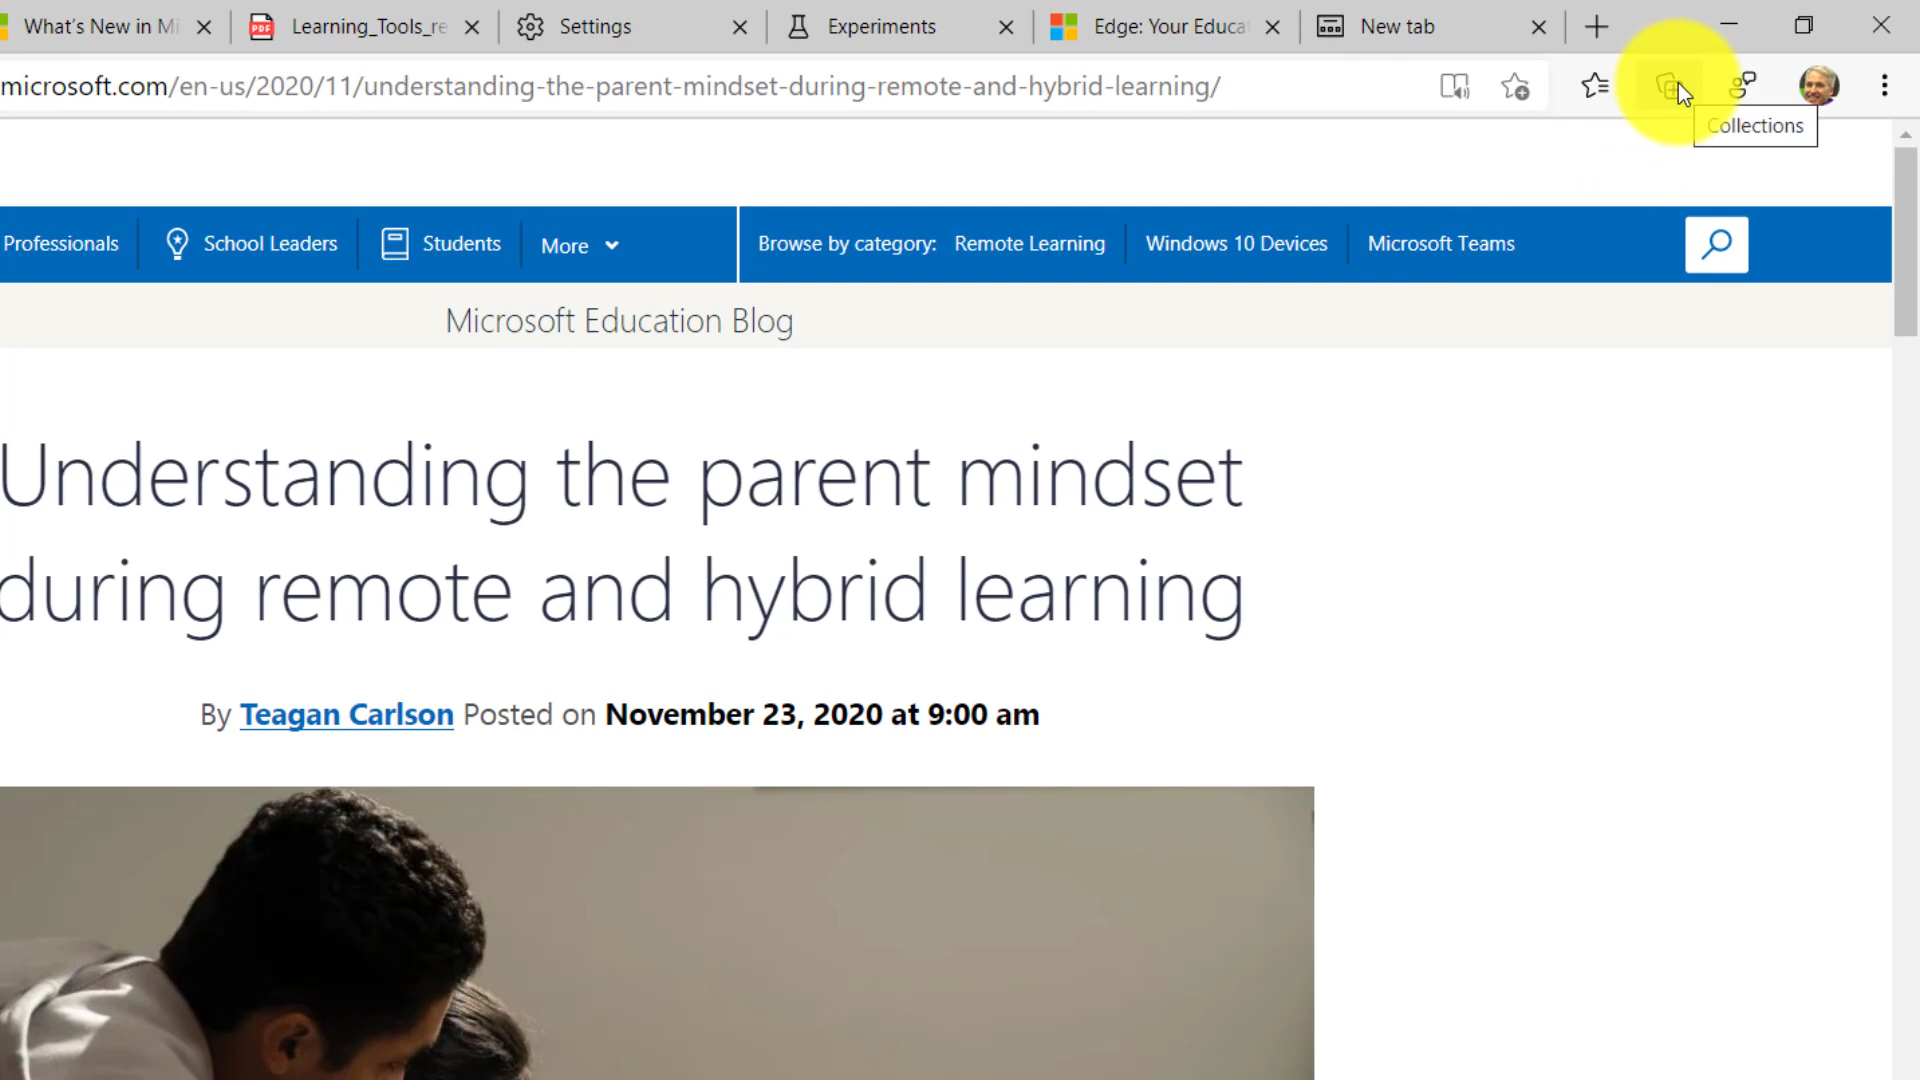 What's New in Mi
PDF
Learning_Tools_re
Settings
Experiments
Edge: Your Educat
New tab
microsoft.com/en-us/2020/11/understanding-the-parent-mindset-during-remote-and-hybrid-learning/
Collections
Professionals
School Leaders
Students
More
Browse by category:
Remote Learning
Windows 10 Devices
Microsoft Teams
Microsoft Education Blog
Understanding the parent mindset
during remote and hybrid learning
By Teagan Carlson Posted on November 23, 2020 at 9:00 am